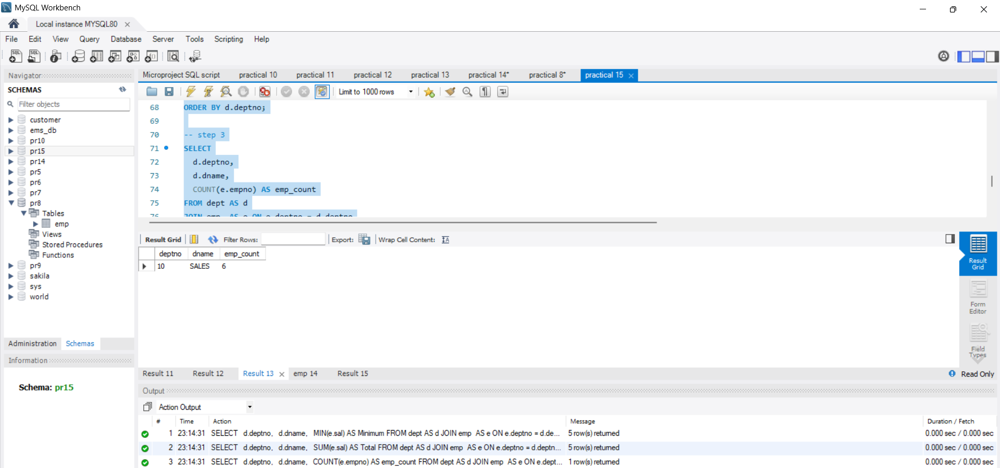 MySQL Workbench
Local instance MYSQL80
File Edit View Query Database Server Tools Scripting Help
Navigator
SCHEMAS
Filter objects
customer
ems_db
pr10
pr15
pr14
pr5
pr6
pr7
pr8
Tables
emp
Views
Stored Procedures
Functions
pr9
sakila
sys
world
Administration Schemas
Information
Schema: pr15
Microproject SQL script practical 10 practical 11 practical 12 practical 13 practical 14* practical 8* practical 15
Limit to 1000 rows
68 ORDER BY d.deptno;
69
70 -- step 3
71 SELECT
72 d.deptno,
73 d.dname,
74 COUNT(e.empno) AS emp_count
75 FROM dept AS d
76 JOIN emp AS e ON e.deptno = d.deptno
Result Grid Filter Rows: Export: Wrap Cell Content:
deptno dname emp_count
10 SALES 6
Result Grid
Form Editor
Field Types
Result 11 Result 12 Result 13 emp 14 Result 15
Read Only
Output
Action Output
# Time Action Message Duration / Fetch
1 23:14:31 SELECT d.deptno, d.dname, MIN(e.sal) AS Minimum FROM dept AS d JOIN emp AS e ON e.deptno = d.de... 5 row(s) returned 0.000 sec / 0.000 sec
2 23:14:31 SELECT d.deptno, d.dname, SUM(e.sal) AS Total FROM dept AS d JOIN emp AS e ON e.deptno = d.deptn... 5 row(s) returned 0.000 sec / 0.000 sec
3 23:14:31 SELECT d.deptno, d.dname, COUNT(e.empno) AS emp_count FROM dept AS d JOIN emp AS e ON e.dept... 1 row(s) returned 0.000 sec / 0.000 sec